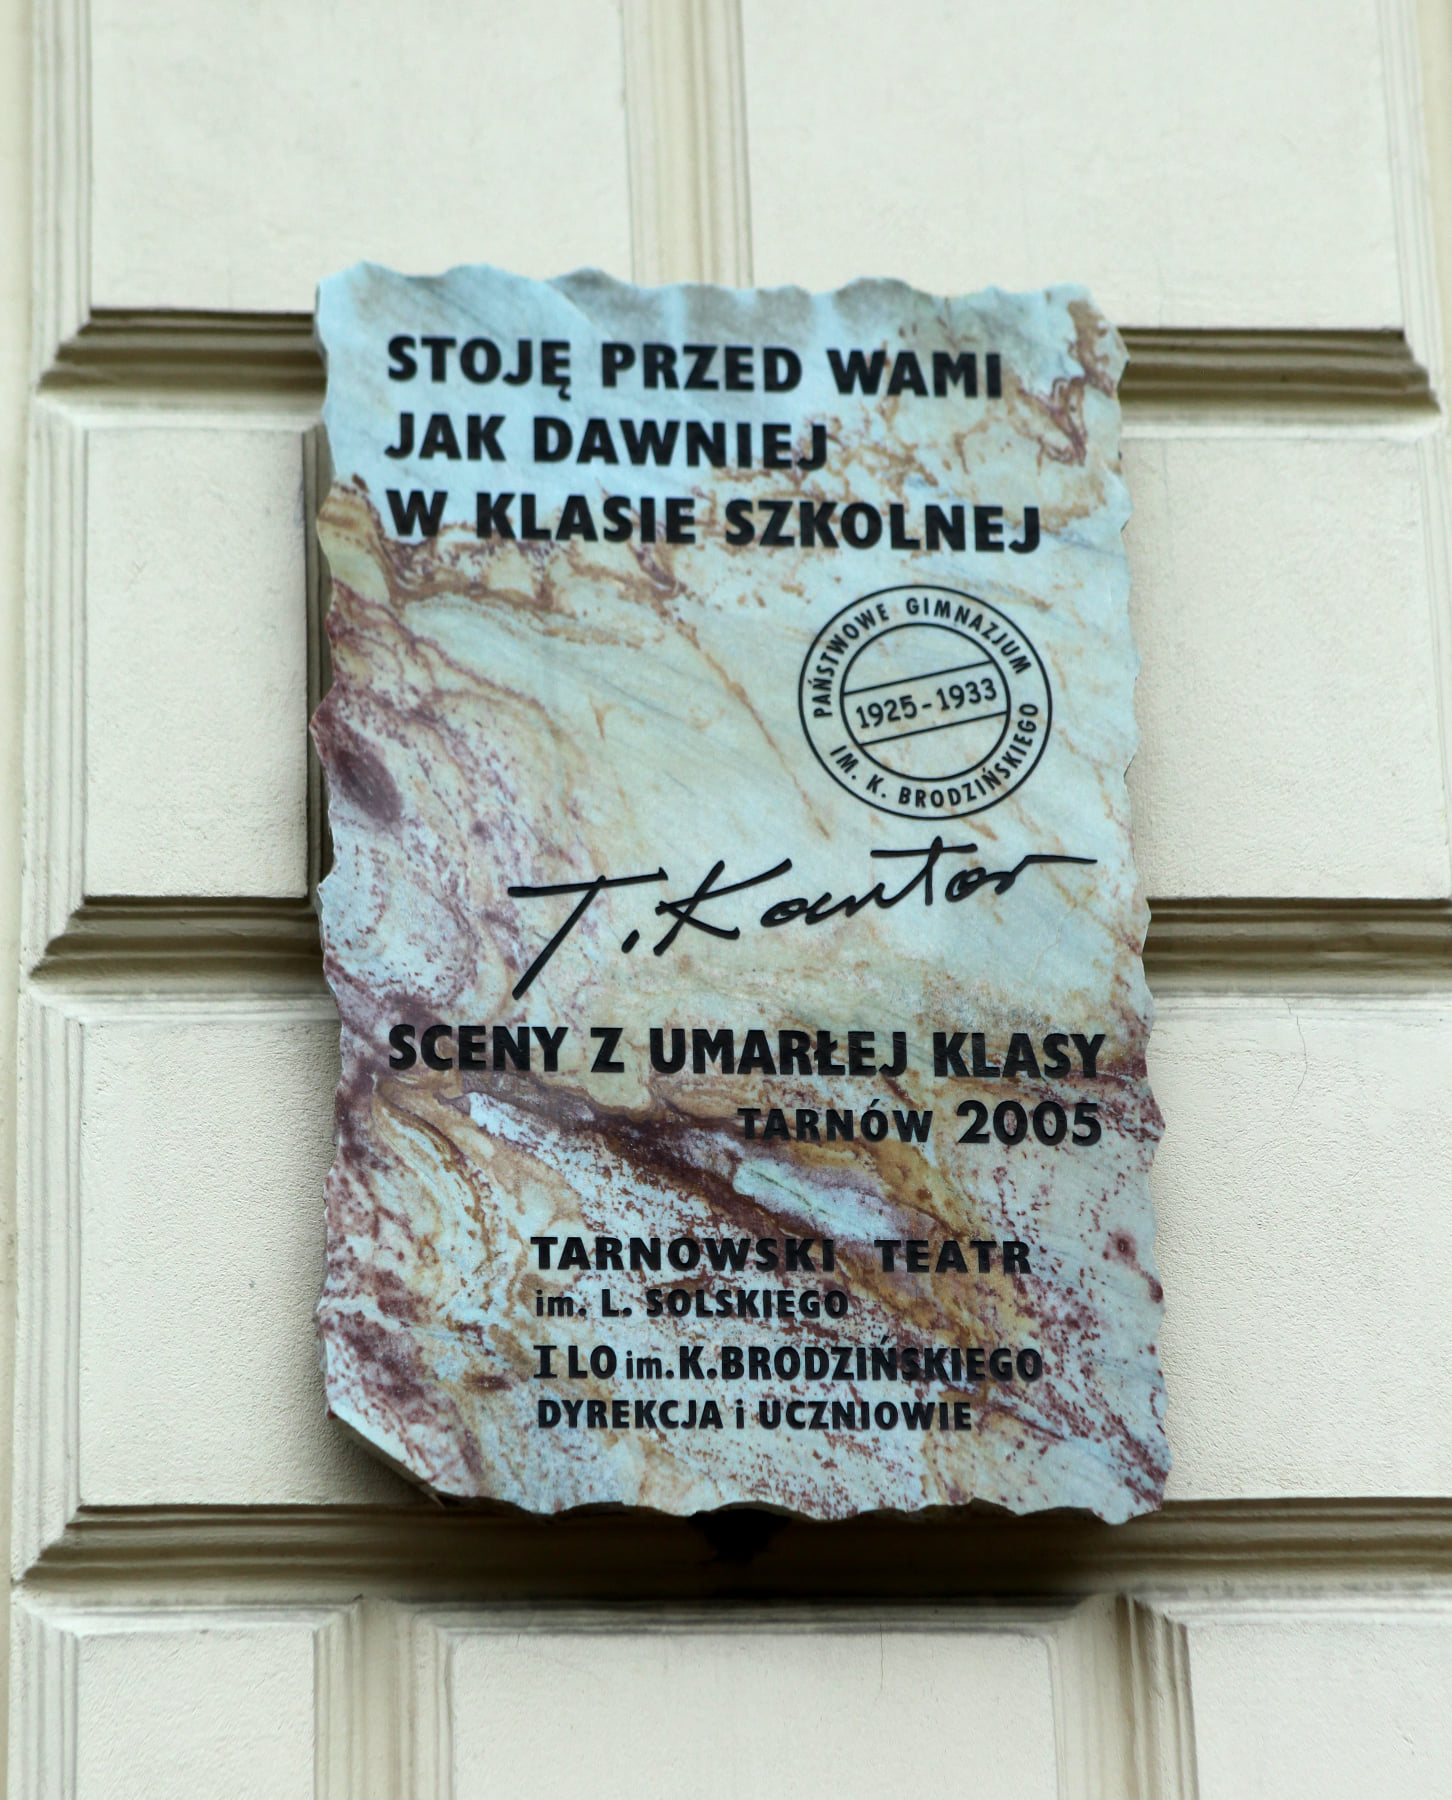 STOJĘ PRZED WAMI
JAK DAWNIEJ
W KLASIE SZKOLNEJ
PAŃSTWOWE GIMNAZJUM
1925-1933
IM. K. BRODZIŃSKIEGO
T. Kantor
SCENY Z UMARŁEJ KLASY
TARNÓW 2005
TARNOWSKI TEATR
im. L. SOLSKIEGO
I LO im. K. BRODZIŃSKIEGO
DYREKCJA i UCZNIOWIE